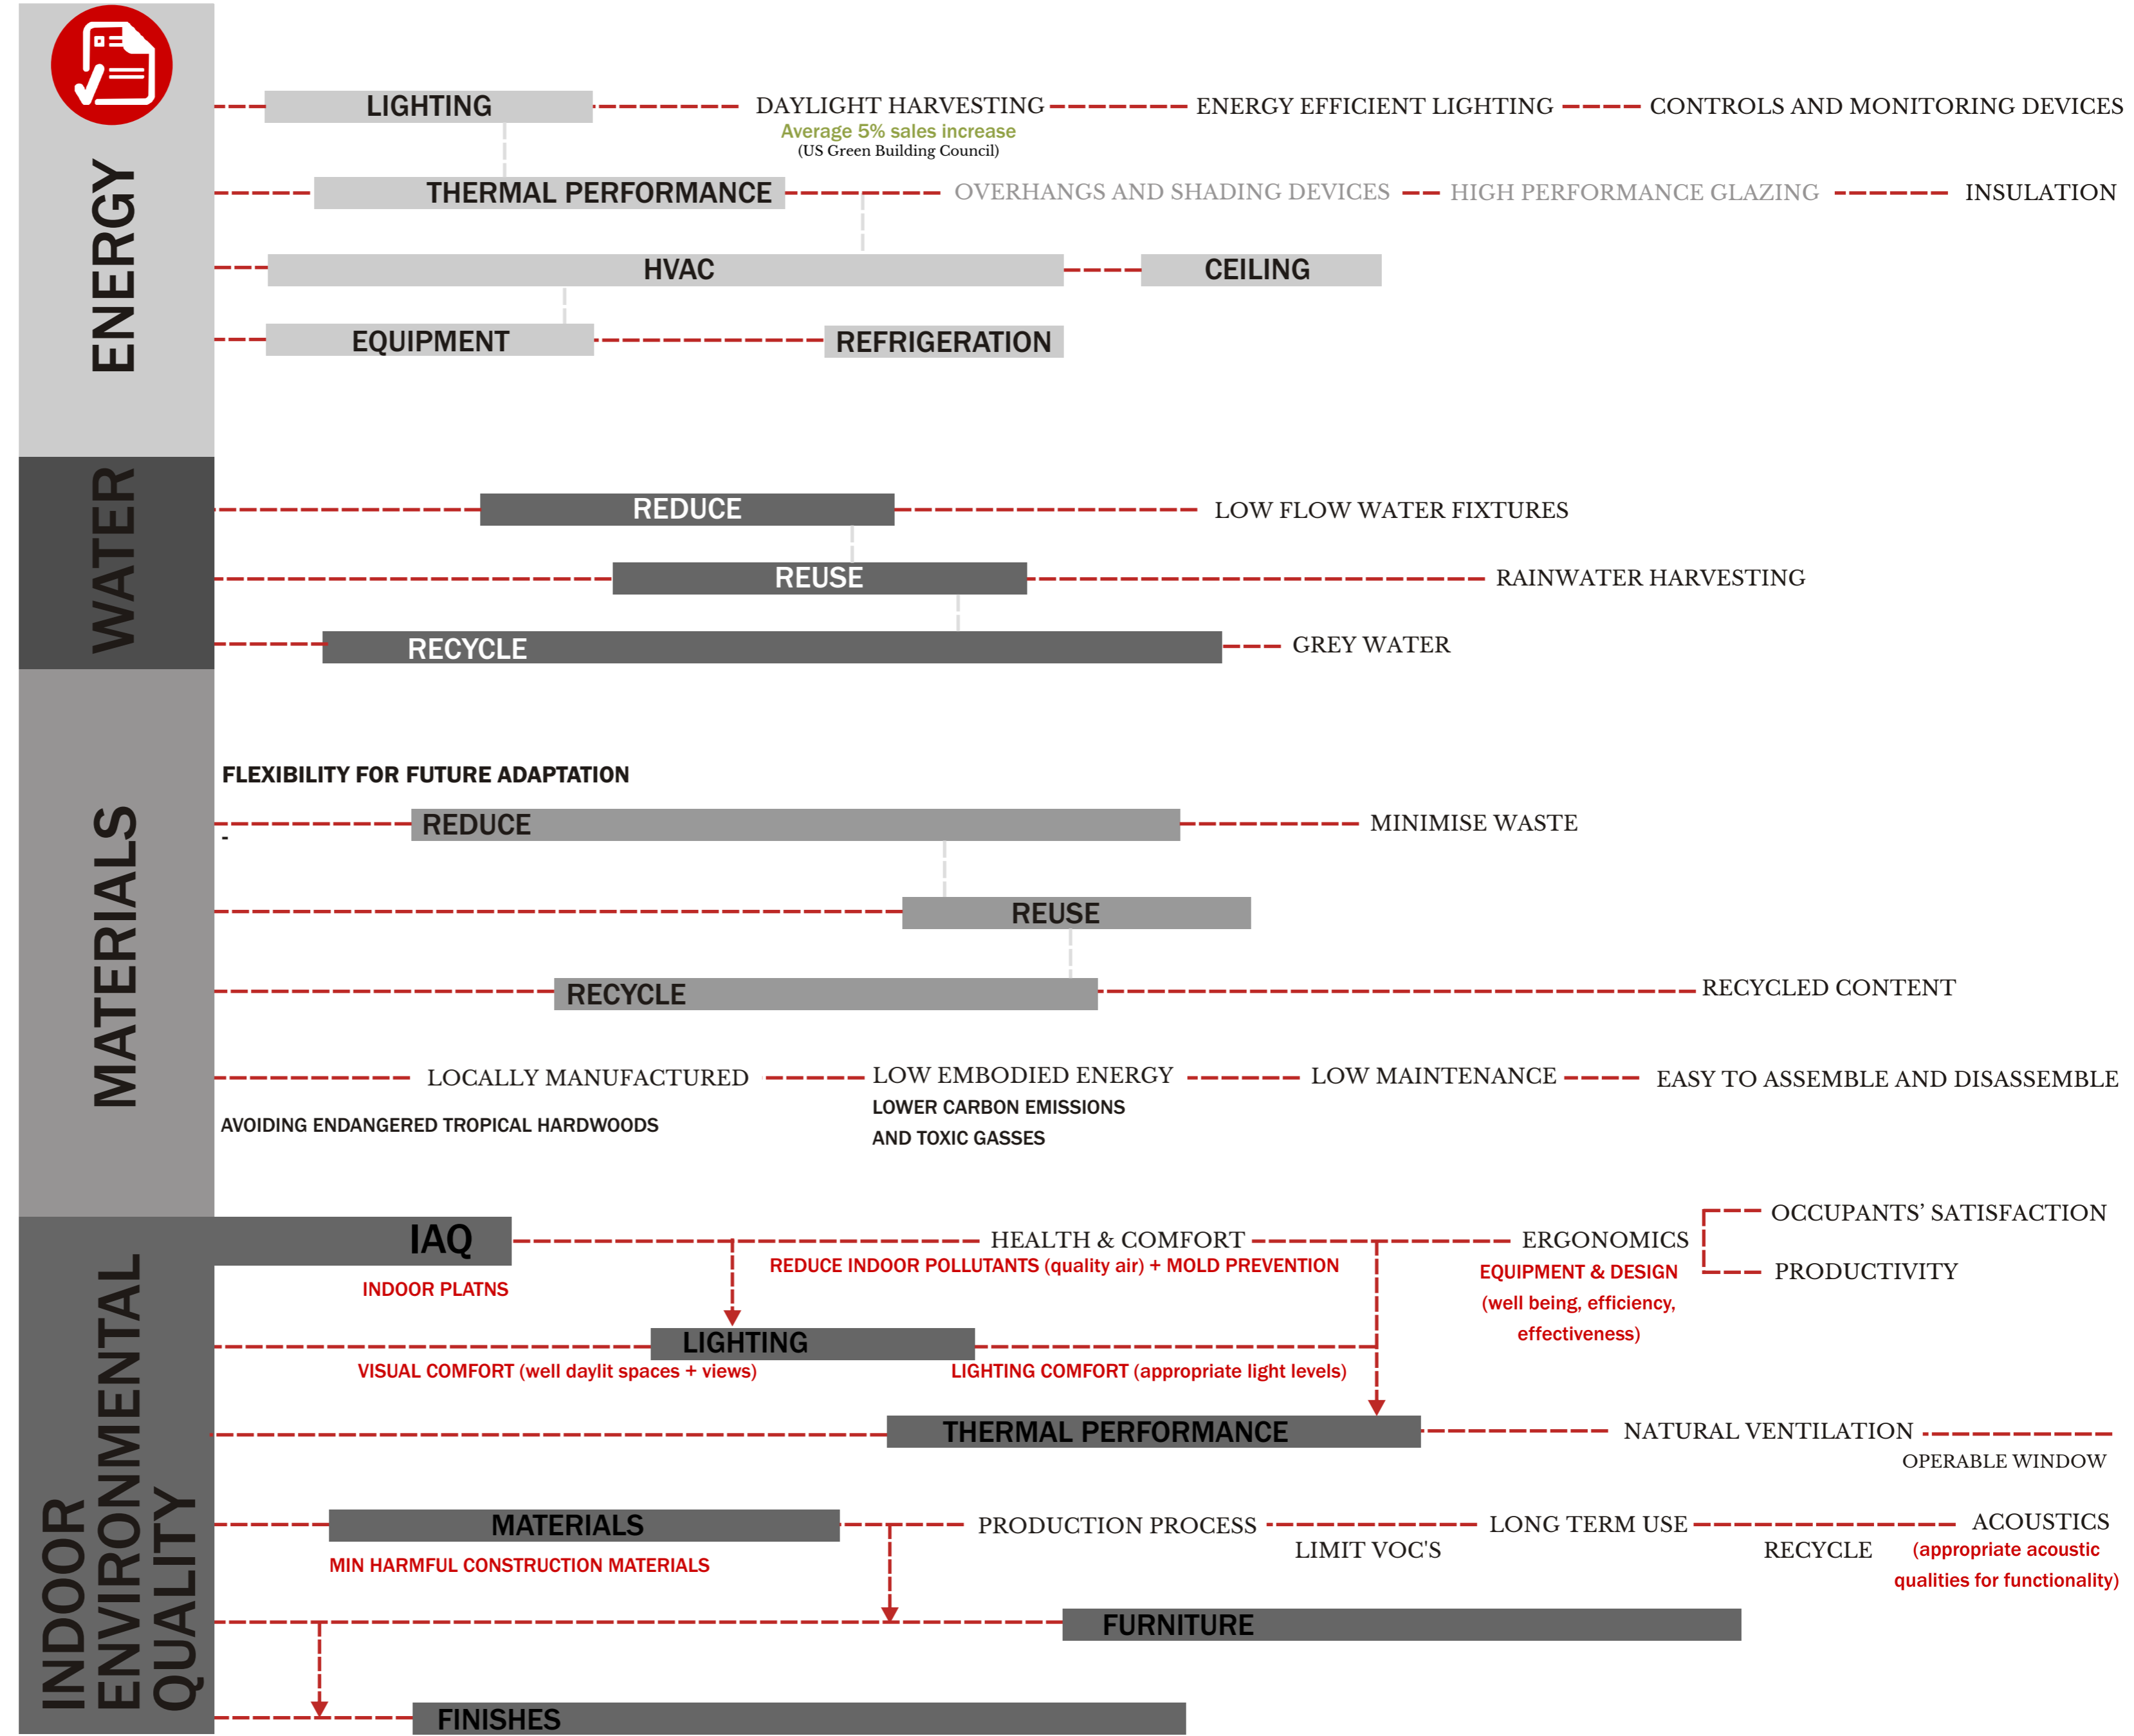 ENERGY
LIGHTING
DAYLIGHT HARVESTING
ENERGY EFFICIENT LIGHTING
CONTROLS AND MONITORING DEVICES
Average 5% sales increase
(US Green Building Council)
THERMAL PERFORMANCE
OVERHANGS AND SHADING DEVICES
HIGH PERFORMANCE GLAZING
INSULATION
HVAC
CEILING
EQUIPMENT
REFRIGERATION
WATER
REDUCE
LOW FLOW WATER FIXTURES
REUSE
RAINWATER HARVESTING
RECYCLE
GREY WATER
MATERIALS
FLEXIBILITY FOR FUTURE ADAPTATION
REDUCE
MINIMISE WASTE
-
REUSE
RECYCLE
RECYCLED CONTENT
LOCALLY MANUFACTURED
LOW EMBODIED ENERGY
LOW MAINTENANCE
EASY TO ASSEMBLE AND DISASSEMBLE
LOWER CARBON EMISSIONS
AND TOXIC GASSES
AVOIDING ENDANGERED TROPICAL HARDWOODS
INDOOR
ENVIRONMENTAL
QUALITY
IAQ
HEALTH & COMFORT
ERGONOMICS
OCCUPANTS’ SATISFACTION
PRODUCTIVITY
INDOOR PLATNS
REDUCE INDOOR POLLUTANTS (quality air) + MOLD PREVENTION
EQUIPMENT & DESIGN
(well being, efficiency,
effectiveness)
LIGHTING
VISUAL COMFORT (well daylit spaces + views)
LIGHTING COMFORT (appropriate light levels)
THERMAL PERFORMANCE
NATURAL VENTILATION
OPERABLE WINDOW
MATERIALS
PRODUCTION PROCESS
LONG TERM USE
ACOUSTICS
MIN HARMFUL CONSTRUCTION MATERIALS
LIMIT VOC'S
RECYCLE
(appropriate acoustic
qualities for functionality)
FURNITURE
FINISHES